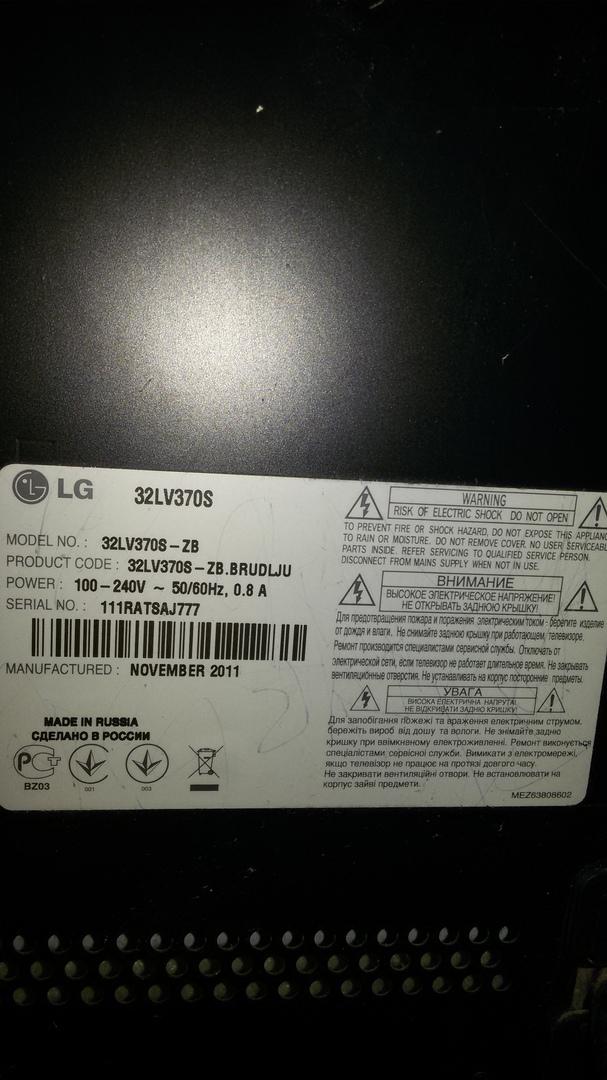 LG 32LV370S
MODEL NO. : 32LV370S-ZB
PRODUCT CODE : 32LV370S-ZB.BRUDLJU
POWER : 100-240V ~ 50/60Hz, 0.8 A
SERIAL NO. : 111RATSAJ777
MANUFACTURED : NOVEMBER 2011
MADE IN RUSSIA
СДЕЛАНО В РОССИИ
BZ03
001
003
WARNING
RISK OF ELECTRIC SHOCK DO NOT OPEN
TO PREVENT FIRE OR SHOCK HAZARD, DO NOT EXPOSE THIS APPLIANC
TO RAIN OR MOISTURE. DO NOT REMOVE COVER. NO USER SERVICEABL
PARTS INSIDE. REFER SERVICING TO QUALIFIED SERVICE PERSON.
DISCONNECT FROM MAINS SUPPLY WHEN NOT IN USE.
ВНИМАНИЕ
ВЫСОКОЕ ЭЛЕКТРИЧЕСКОЕ НАПРЯЖЕНИЕ!
НЕ ОТКРЫВАТЬ ЗАДНЮЮ КРЫШКУ!
Для предотвращения пожара и поражения электрическим током - берегите изделие
от дождя и влаги. Не снимайте заднюю крышку при работающем телевизоре.
Ремонт производится специалистами сервисной службы. Отключать от
электрической сети, если телевизор не работает длительное время. Не закрывать
вентиляционные отверстия. Не устанавливать на корпус посторонние предметы.
УВАГА
ВИСОКА ЕЛЕКТРИЧНА НАПРУГА!
НЕ ВІДКРИВАТИ ЗАДНЮ КРИШКУ!
Для запобігання пожежі та враження електричним струмом,
бережіть виріб від дошу та вологи. Не знімайте задню
кришку при ввімкненому електроживленні. Ремонт виконується
спеціалістами сервісної служби. Вимикати з електромережі,
якщо телевізор не працює на протязі довгого часу.
Не закривати вентиляційні отвори. Не встановлювати на
корпус зайві предмети.
MEZ63808602